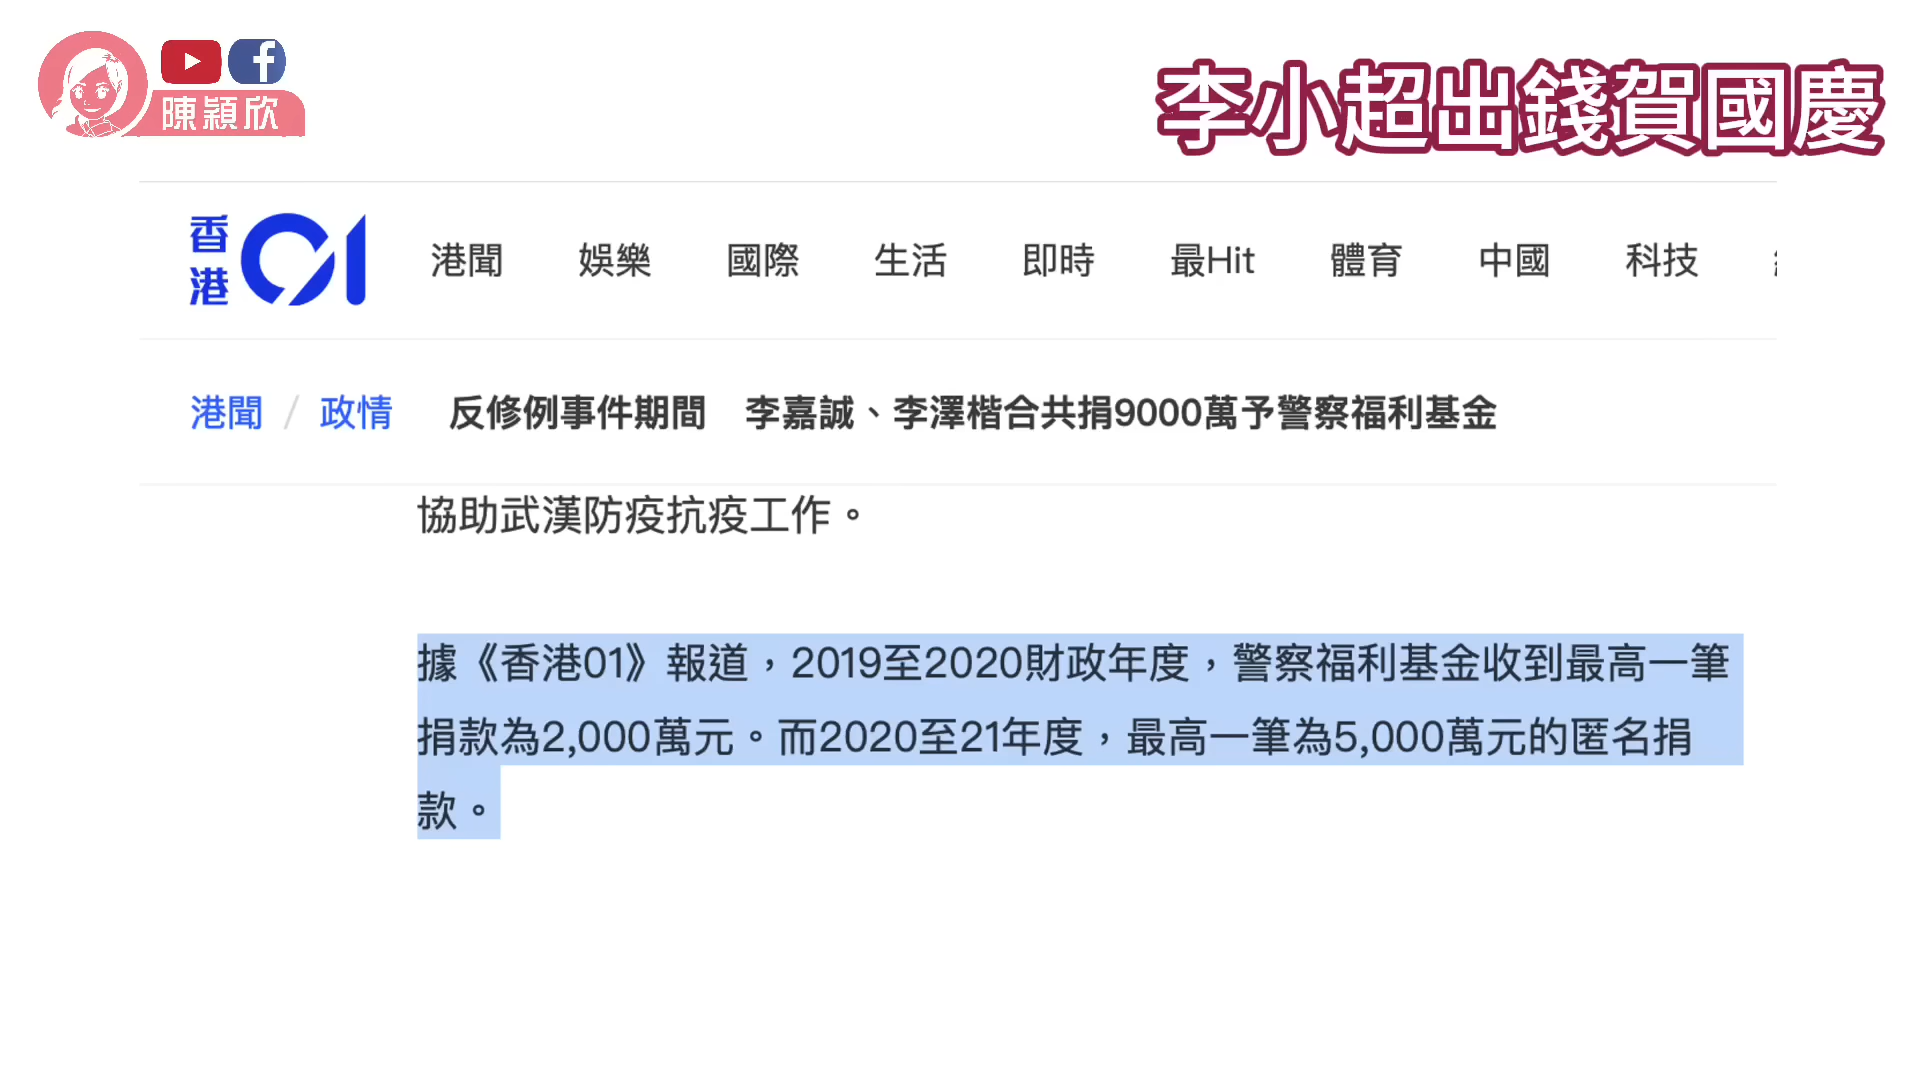 陳穎欣
李小超出錢賀國慶
香港01
港聞 娛樂 國際 生活 即時 最Hit 體育 中國 科技
港聞 / 政情 反修例事件期間 李嘉誠、李澤楷合共捐9000萬予警察福利基金
協助武漢防疫抗疫工作。
據《香港01》報道，2019至2020財政年度，警察福利基金收到最高一筆
捐款為2,000萬元。而2020至21年度，最高一筆為5,000萬元的匿名捐
款。